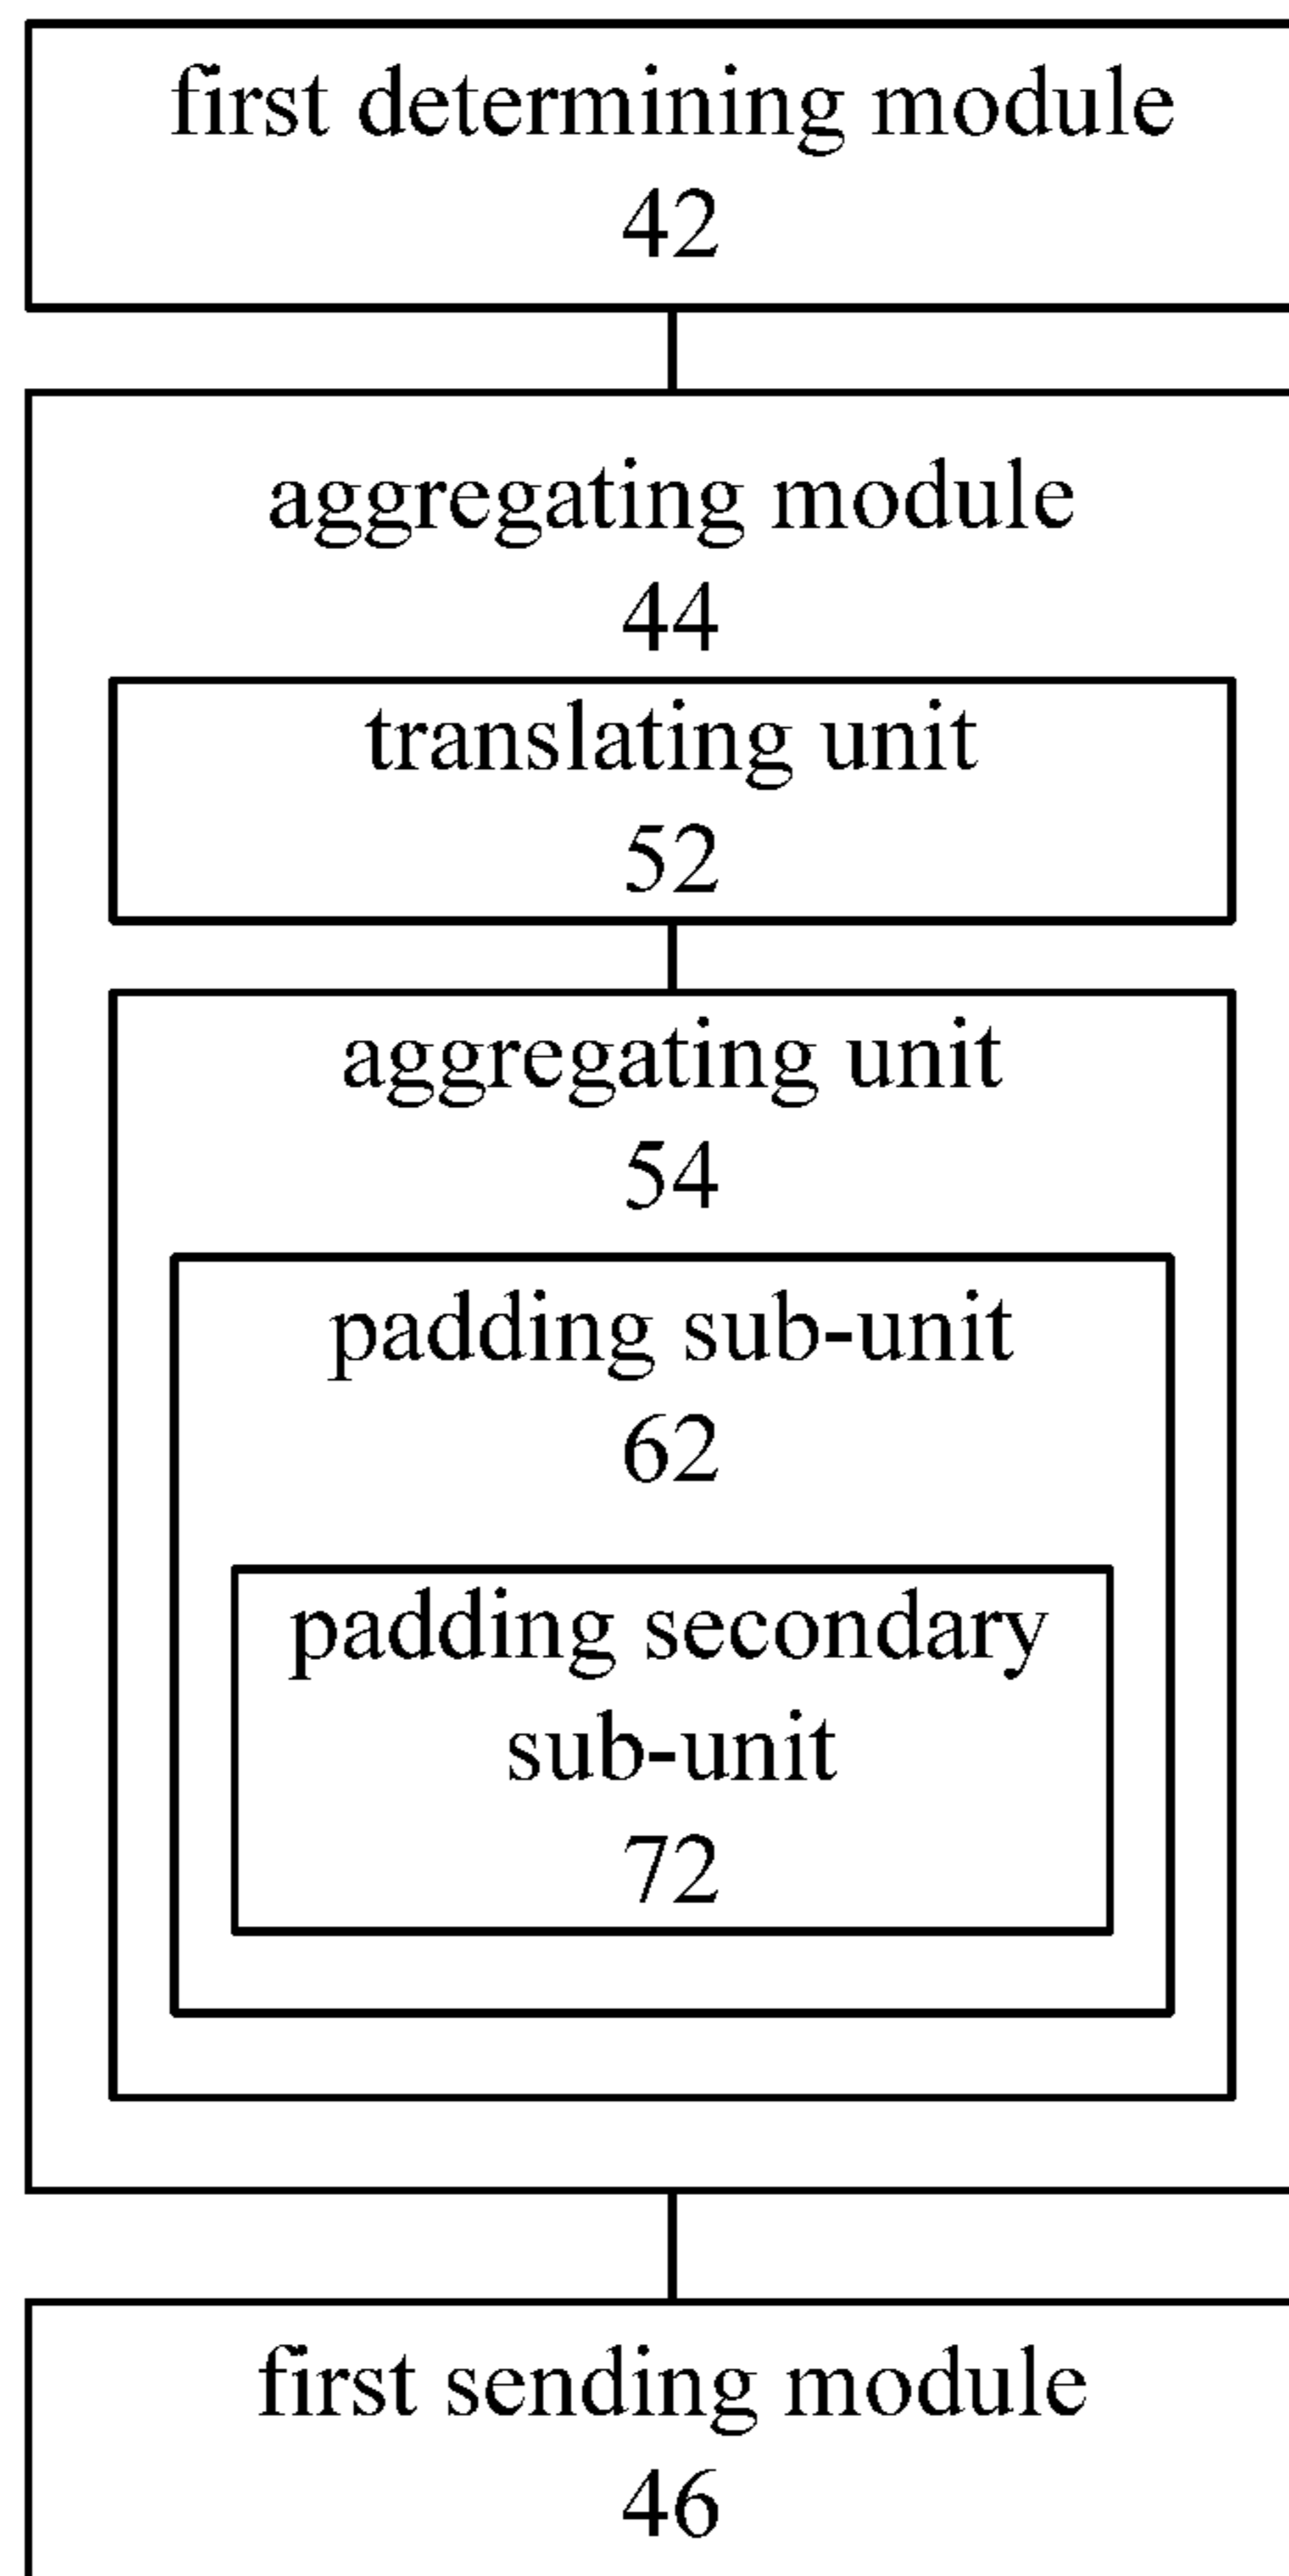 first determining module
42
aggregating module
44
translating unit
52
aggregating unit
54
padding sub-unit
62
padding secondary
sub-unit
72
first sending module
46